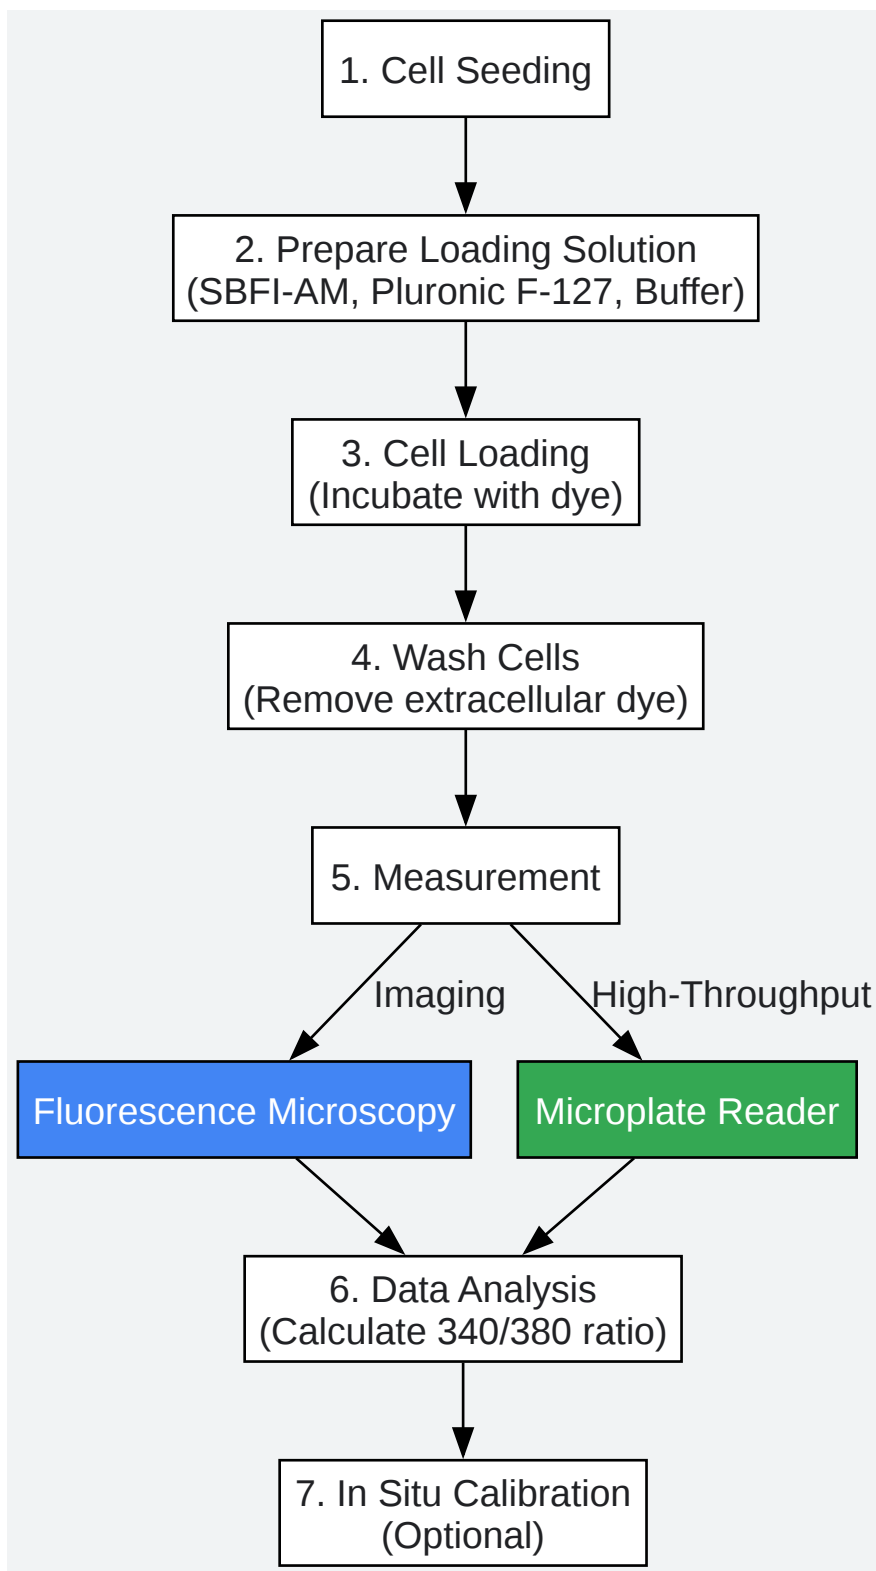 1. Cell Seeding
2. Prepare Loading Solution
(SBFI-AM, Pluronic F-127, Buffer)
3. Cell Loading
(Incubate with dye)
4. Wash Cells
(Remove extracellular dye)
5. Measurement
Imaging
High-Throughput
Fluorescence Microscopy
Microplate Reader
6. Data Analysis
(Calculate 340/380 ratio)
7. In Situ Calibration
(Optional)